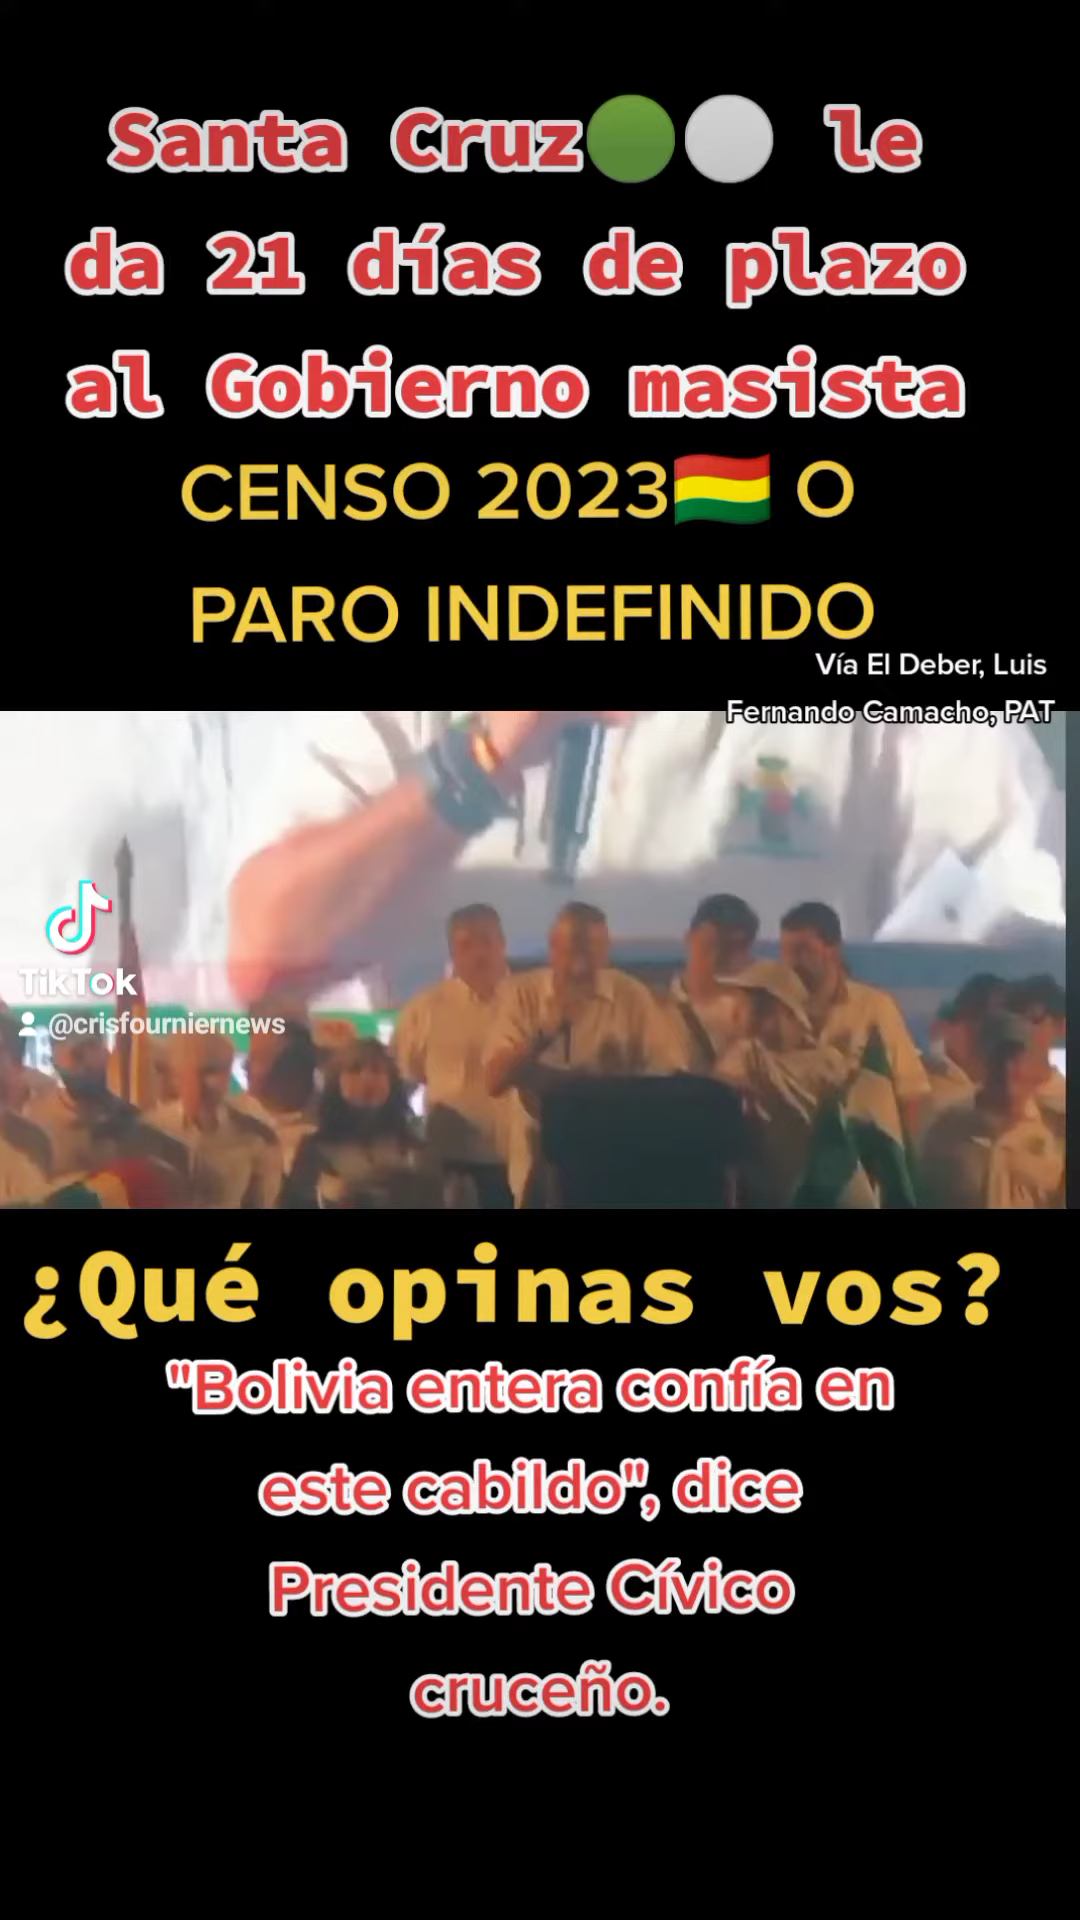 Santa Cruz🟢⚪ le
da 21 días de plazo
al Gobierno masista
CENSO 2023🇧🇴 O
PARO INDEFINIDO
Vía El Deber, Luis
Fernando Camacho, PAT
TikTok
@crisfourniernews
¿Qué opinas vos?
"Bolivia entera confía en
este cabildo", dice
Presidente Cívico
cruceño.